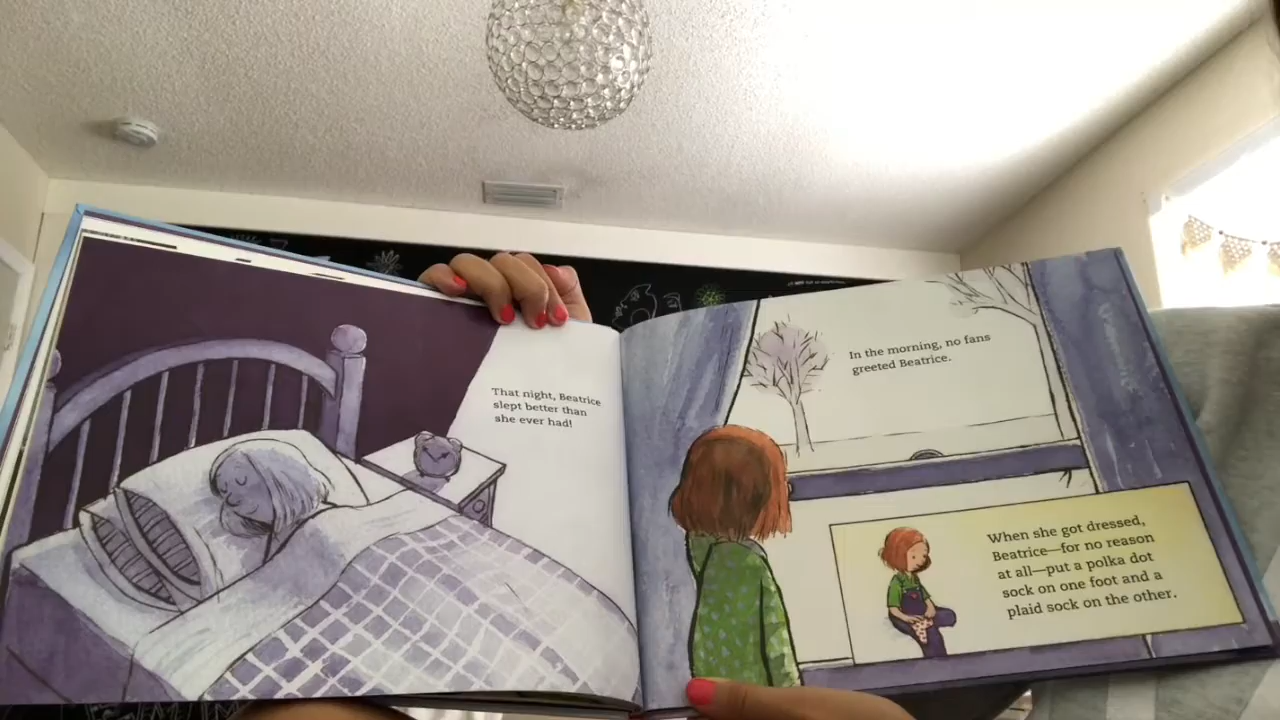 That night, Beatrice
slept better than
she ever had!
In the morning, no fans
greeted Beatrice.
When she got dressed,
Beatrice—for no reason
at all—put a polka dot
sock on one foot and a
plaid sock on the other.